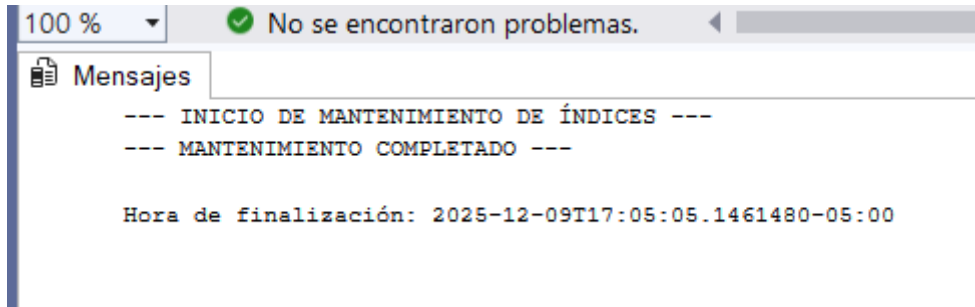 100 %
No se encontraron problemas.
Mensajes
--- INICIO DE MANTENIMIENTO DE ÍNDICES ---
--- MANTENIMIENTO COMPLETADO ---
Hora de finalización: 2025-12-09T17:05:05.1461480-05:00